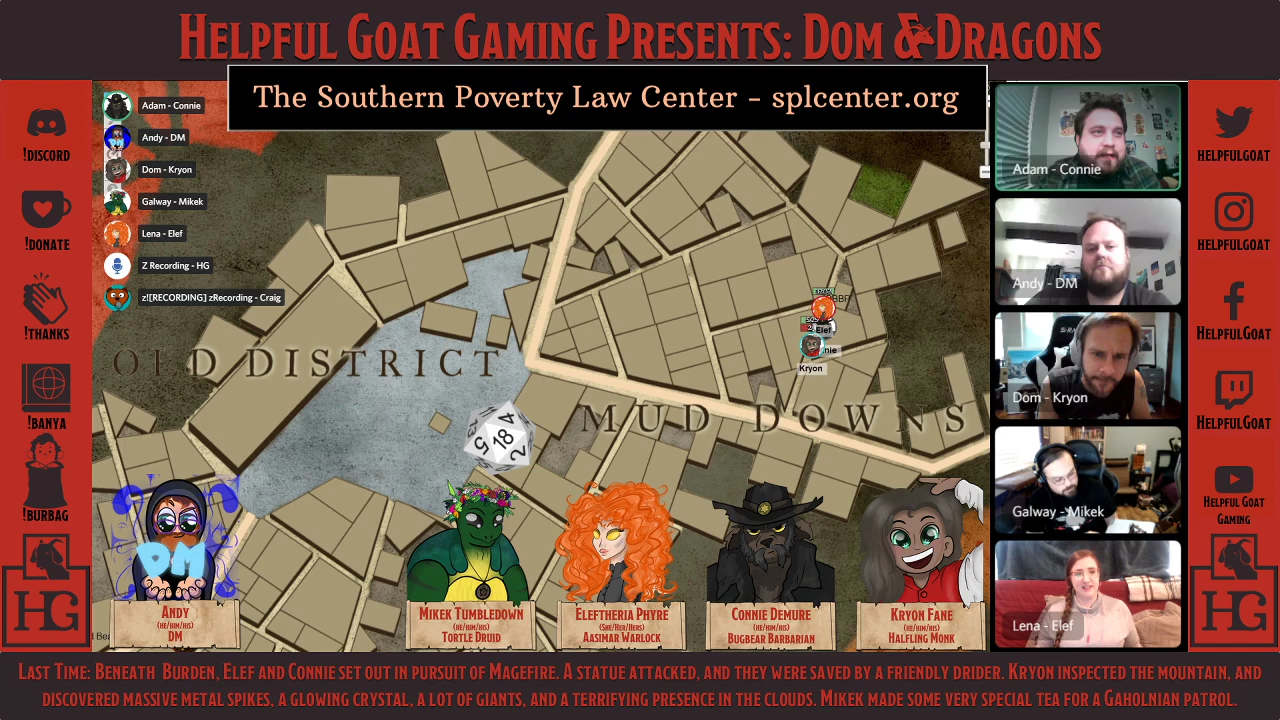 HELPFUL GOAT GAMING PRESENTS: DOM & DRAGONS
The Southern Poverty Law Center – splcenter.org
!DISCORD
!DONATE
!THANKS
!BANYA
!BURBAG
HG
Adam - Connie
Andy - DM
Dom - Kryon
Galway - Mikek
Lena - Elef
Z Recording - HG
z![RECORDING] zRecording - Craig
OLD DISTRICT
MUD DOWNS
Elef
nie
Kryon
4
5
18
2
DM
ANDY
(HE/HIM/HIS)
DM
MIKEK TUMBLEDOWN
(HE/HIM/HIS)
TORTLE DRUID
ELEFTHERIA PHYRE
(SHE/HER/HERS)
AASIMAR WARLOCK
CONNIE DEMURE
(HE/HIM/HIS)
BUGBEAR BARBARIAN
KRYON FANE
(HE/HIM/HIS)
HALFLING MONK
Adam - Connie
Andy - DM
Dom - Kryon
Galway - Mikek
Lena - Elef
HELPFULGOAT
HELPFULGOAT
HELPFULGOAT
HELPFULGOAT
HELPFUL GOAT
GAMING
HG
LAST TIME: BENEATH BURDEN, ELEF AND CONNIE SET OUT IN PURSUIT OF MAGEFIRE. A STATUE ATTACKED, AND THEY WERE SAVED BY A FRIENDLY DRIDER. KRYON INSPECTED THE MOUNTAIN, AND
DISCOVERED MASSIVE METAL SPIKES, A GLOWING CRYSTAL, A LOT OF GIANTS, AND A TERRIFYING PRESENCE IN THE CLOUDS. MIKEK MADE SOME VERY SPECIAL TEA FOR A GAHOLNIAN PATROL.